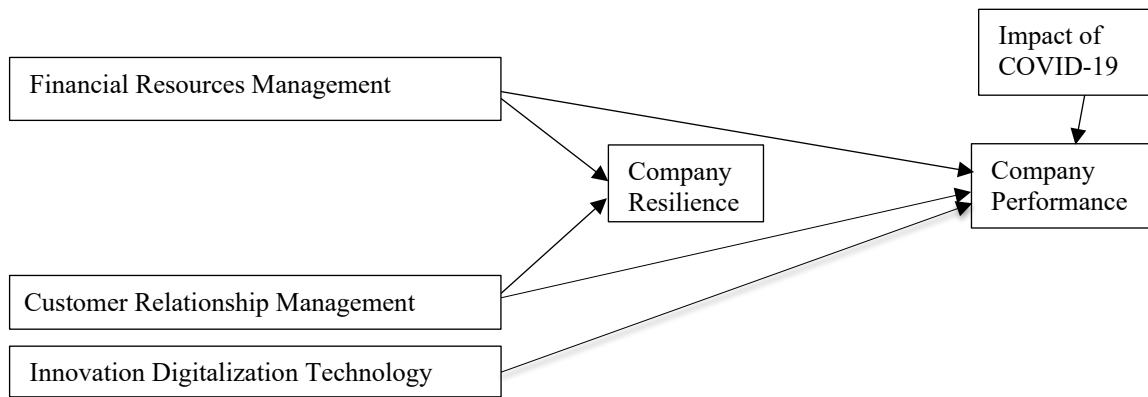 Impact of
COVID-19
Financial Resources Management
Company
Resilience
Company
Performance
Customer Relationship Management
Innovation Digitalization Technology